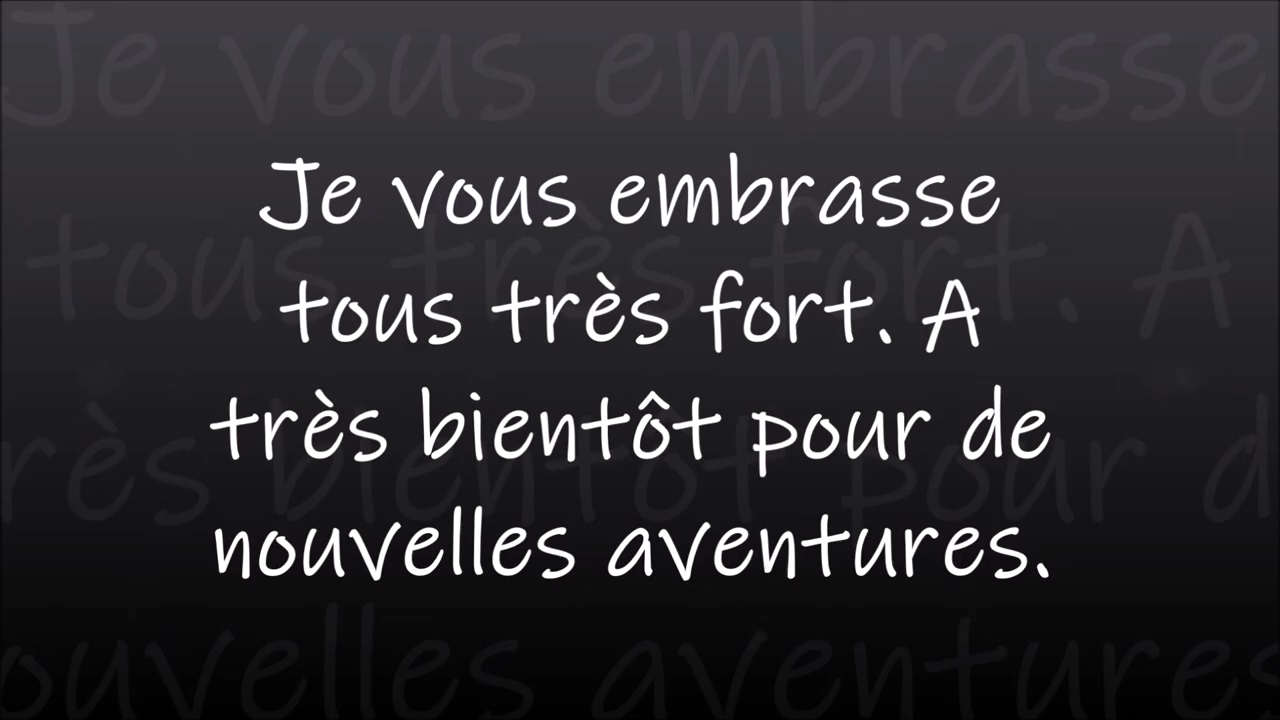 Je vous embrasse
tous très fort. A
très bientôt pour de
nouvelles aventures.